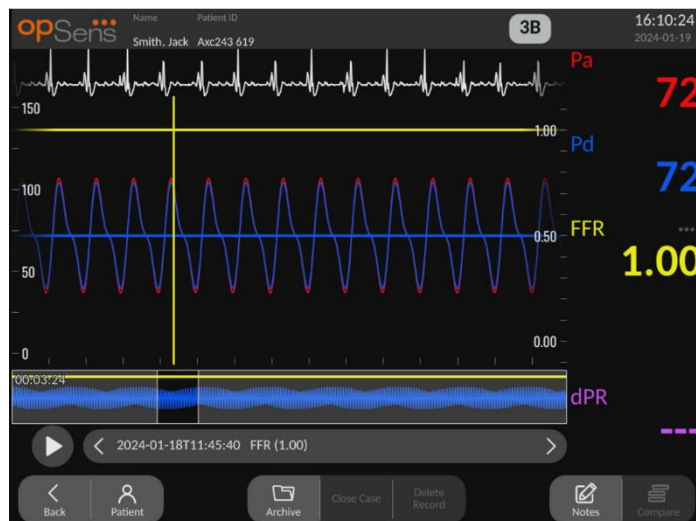 opSens
Name Patient ID
Smith, Jack Axc243 619
3B
16:10:24
2024-01-19
Pa
72
150
1.00
Pd
72
100
0.50
FFR
1.00
50
0.00
0
00:03:24
dPR
---
2024-01-18T11:45:40 FFR (1.00)
Back
Patient
Archive
Close Case
Delete
Record
Notes
Compare